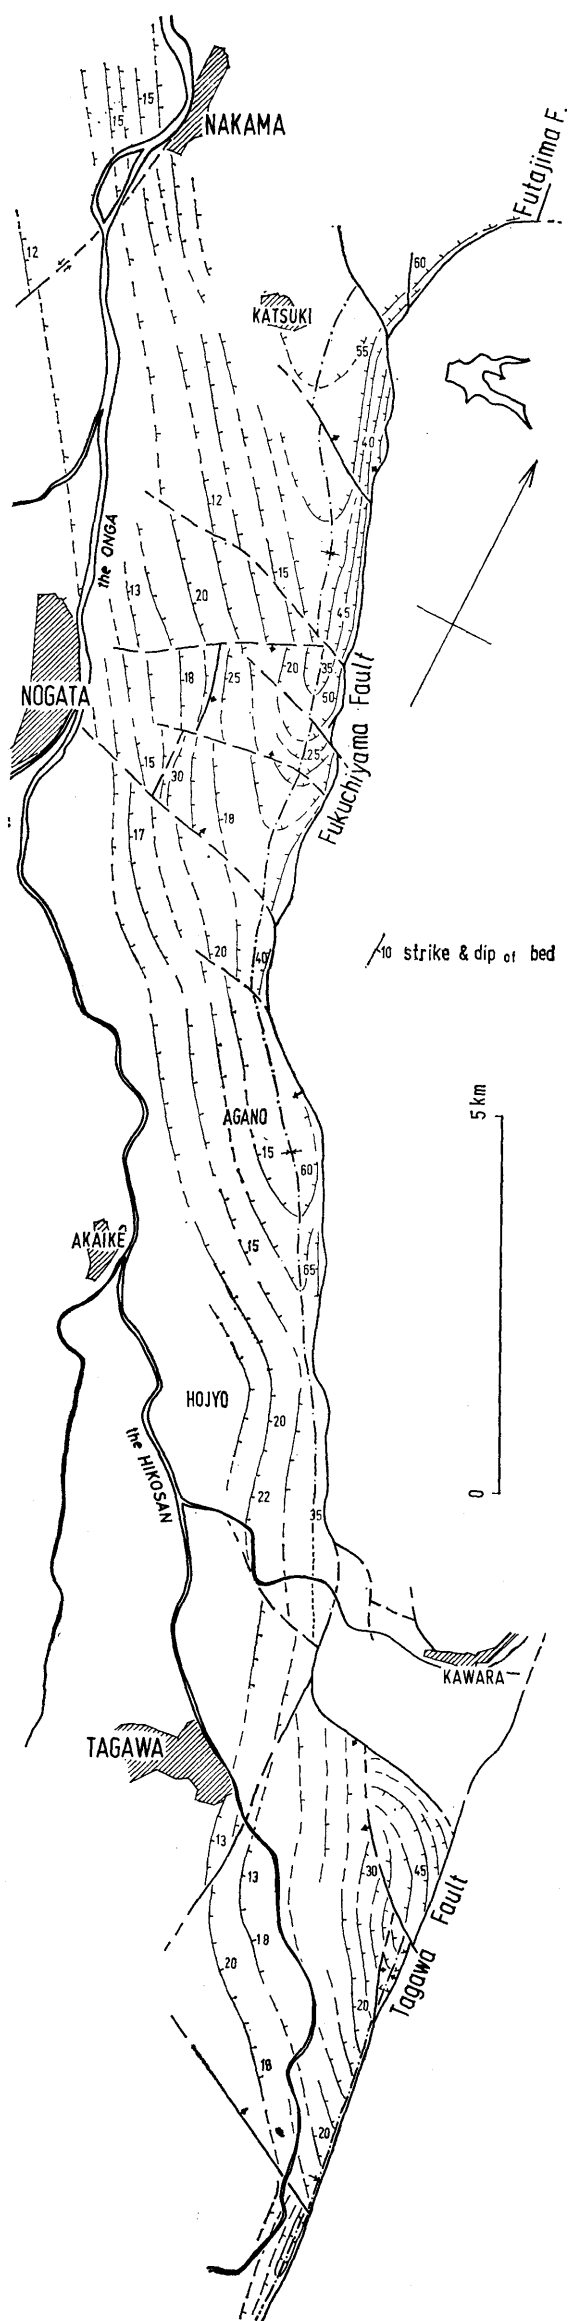 15
15
NAKAMA
Futajima F.
12
60
KATSUKI
55
40
12
the ONGA
15
13
20
45
20
35
18
25
50
NOGATA
Fukuchiyama Fault
15
30
25
17
18
20
40
10 strike & dip of bed
5 km
AGANO
15
60
AKAIKE
15
65
HOJYO
20
the HIKOSAN
22
0
35
KAWARA
TAGAWA
13
13
30
45
Tagawa Fault
18
20
20
18
20